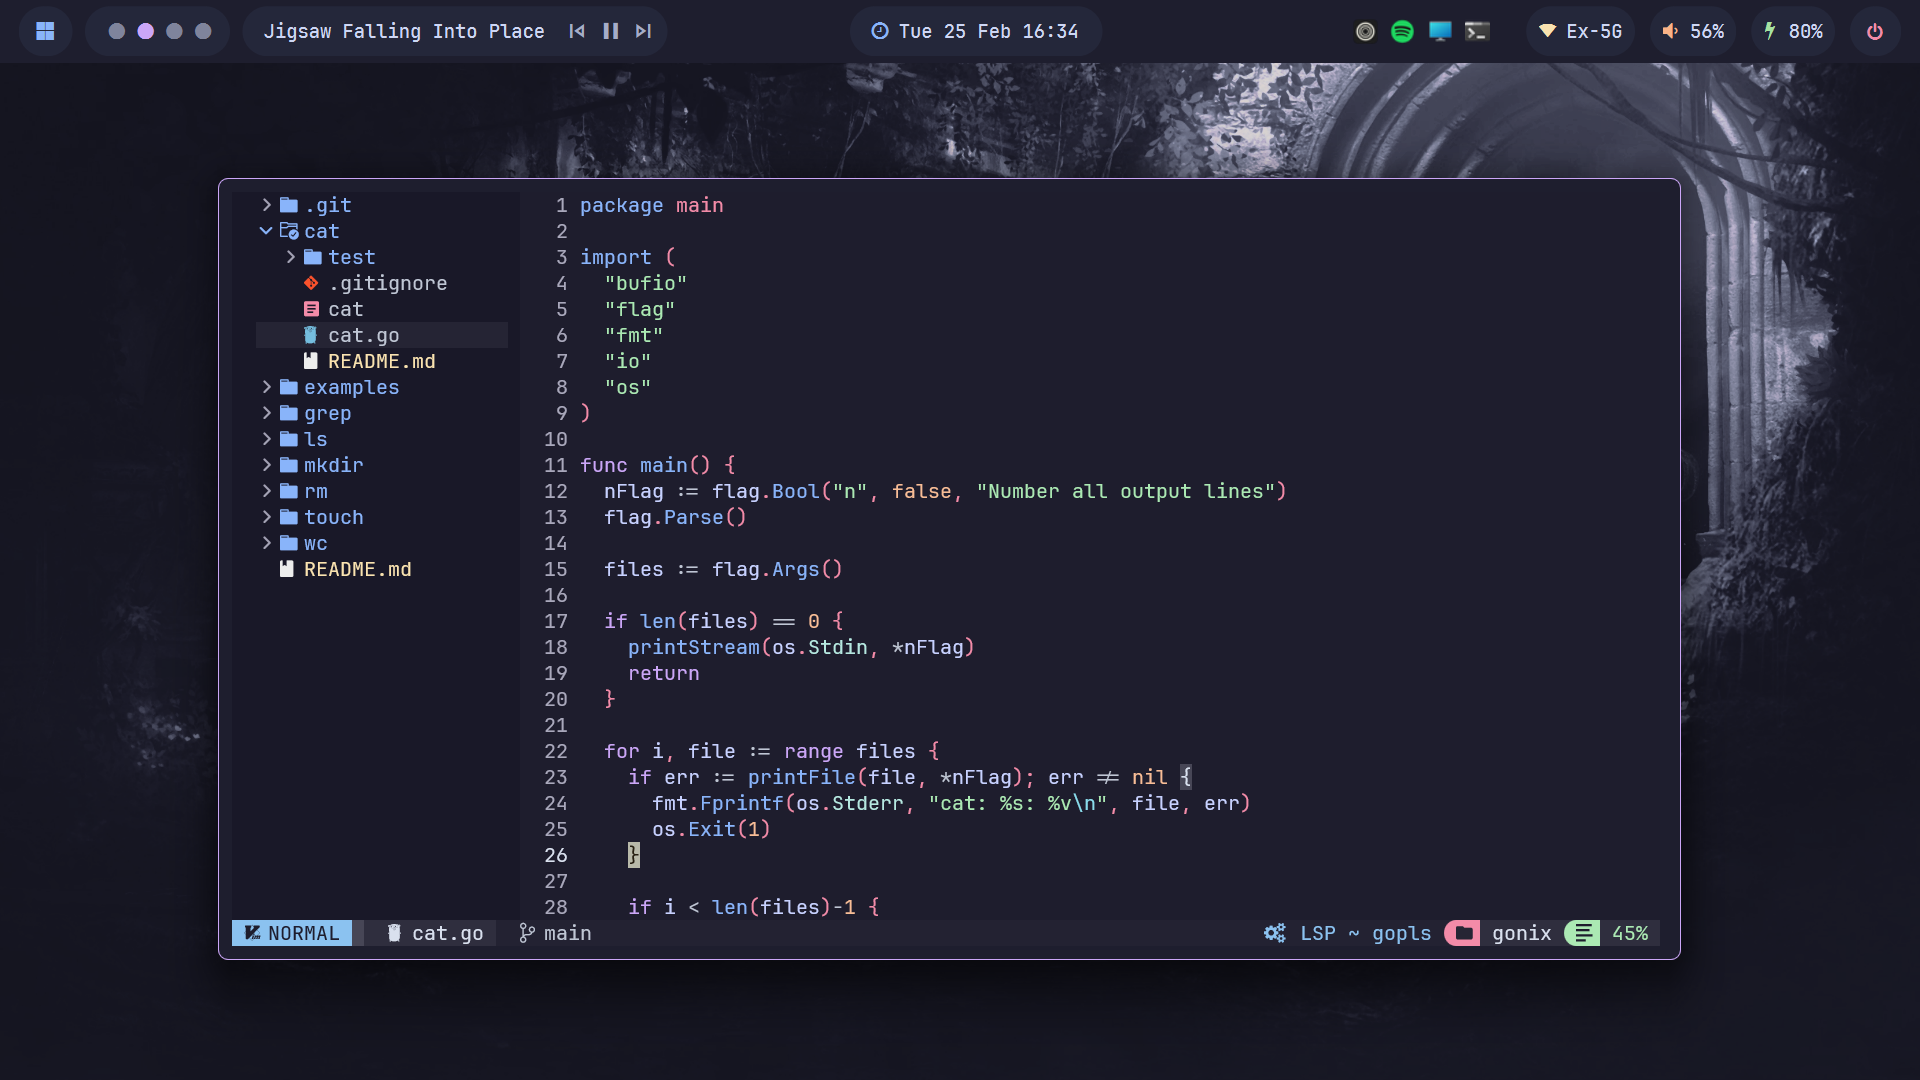 Jigsaw Falling Into Place
Tue 25 Feb 16:34
Ex-5G
56%
80%
.git
cat
test
.gitignore
cat
cat.go
README.md
examples
grep
ls
mkdir
rm
touch
wc
README.md
1 package main
2
3 import (
4 "bufio"
5 "flag"
6 "fmt"
7 "io"
8 "os"
9 )
10
11 func main() {
12 nFlag := flag.Bool("n", false, "Number all output lines")
13 flag.Parse()
14
15 files := flag.Args()
16
17 if len(files) == 0 {
18 printStream(os.Stdin, *nFlag)
19 return
20 }
21
22 for i, file := range files {
23 if err := printFile(file, *nFlag); err != nil {
24 fmt.Fprintf(os.Stderr, "cat: %s: %v\n", file, err)
25 os.Exit(1)
26 }
27
28 if i < len(files)-1 {
NORMAL cat.go main LSP ~ gopls gonix 45%